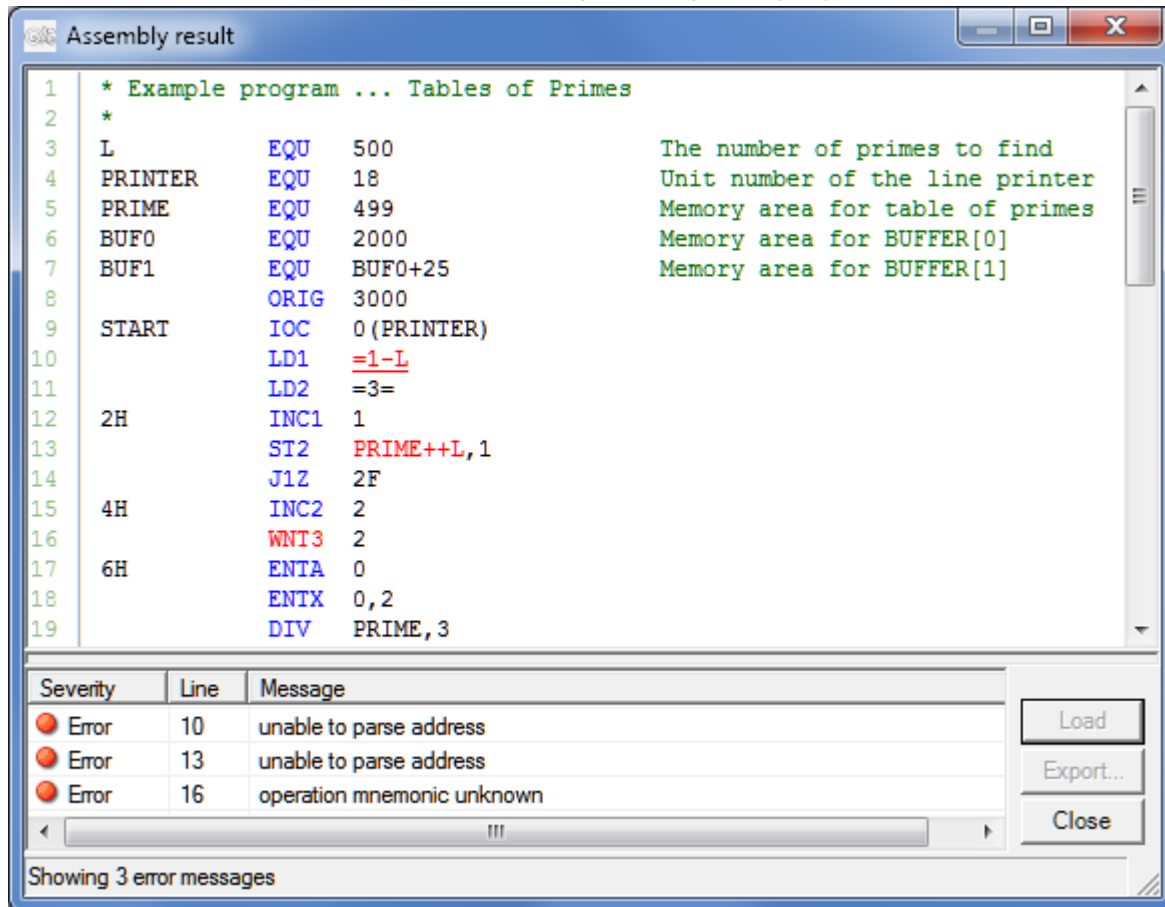 Assembly result
1 * Example program ... Tables of Primes
2 *
3 L EQU 500 The number of primes to find
4 PRINTER EQU 18 Unit number of the line printer
5 PRIME EQU 499 Memory area for table of primes
6 BUF0 EQU 2000 Memory area for BUFFER[0]
7 BUF1 EQU BUF0+25 Memory area for BUFFER[1]
8 ORIG 3000
9 START IOC 0(PRINTER)
10 LD1 =1-L
11 LD2 =3=
12 2H INC1 1
13 ST2 PRIME++L,1
14 J1Z 2F
15 4H INC2 2
16 WNT3 2
17 6H ENTA 0
18 ENTX 0,2
19 DIV PRIME,3
Severity Line Message
Error 10 unable to parse address
Error 13 unable to parse address
Error 16 operation mnemonic unknown
Load
Export...
Close
Showing 3 error messages